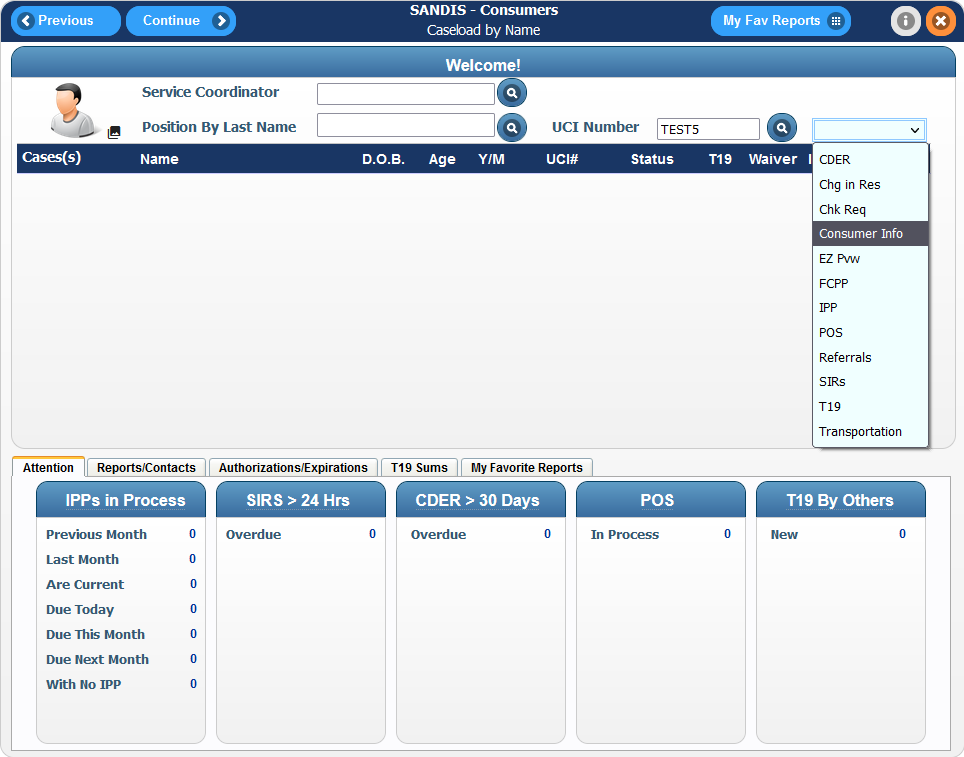 Previous
Continue
SANDIS - Consumers
Caseload by Name
My Fav Reports
Welcome!
Service Coordinator
Position By Last Name
UCI Number
TEST5
Cases(s) Name D.O.B. Age Y/M UCI# Status T19 Waiver
CDER
Chg in Res
Chk Req
Consumer Info
EZ Pvw
FCPP
IPP
POS
Referrals
SIRs
T19
Transportation
Attention Reports/Contacts Authorizations/Expirations T19 Sums My Favorite Reports
IPPs in Process
Previous Month 0
Last Month 0
Are Current 0
Due Today 0
Due This Month 0
Due Next Month 0
With No IPP 0
SIRS > 24 Hrs
Overdue 0
CDER > 30 Days
Overdue 0
POS
In Process 0
T19 By Others
New 0